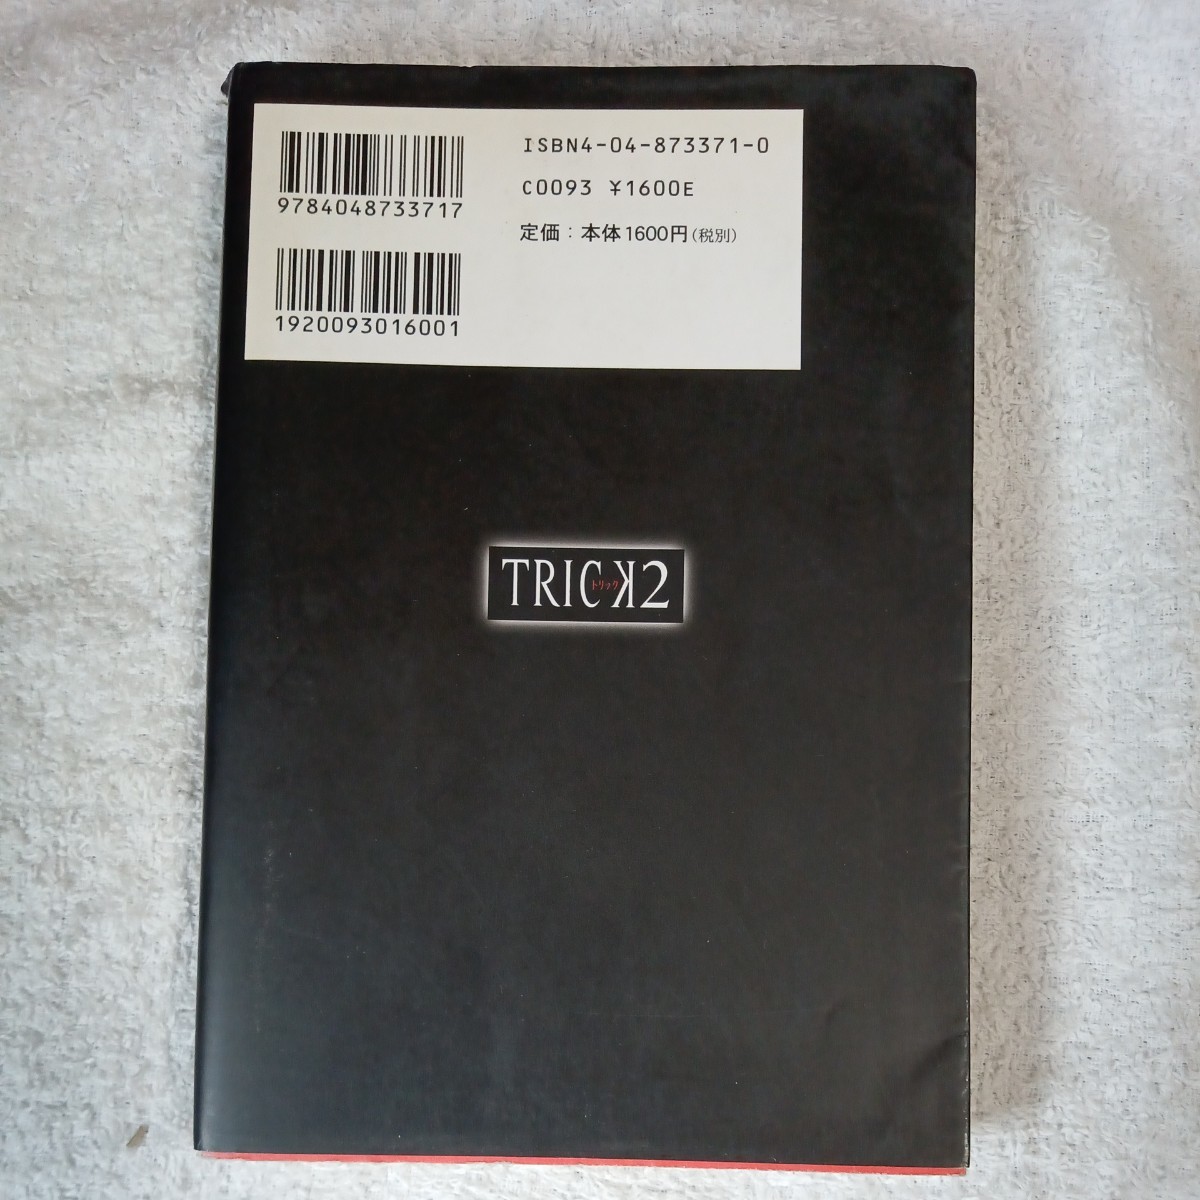 9784048733717
1920093016001
ISBN4-04-873371-0
C0093 ¥1600E
定価：本体1600円(税別)
TRICK2
トリック